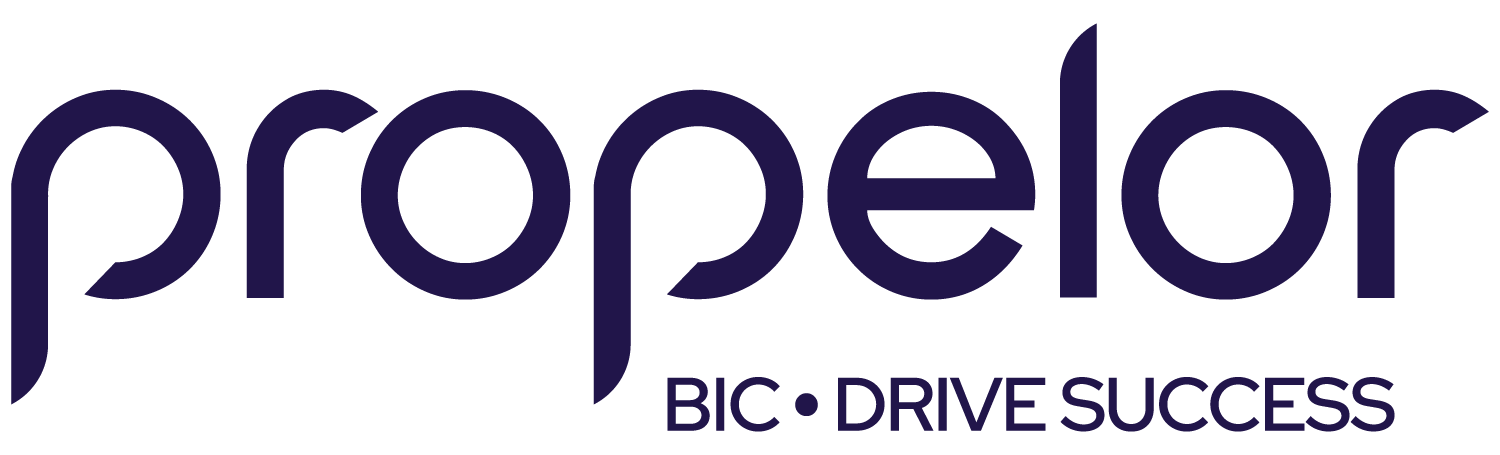 propelor
BIC • DRIVE SUCCESS